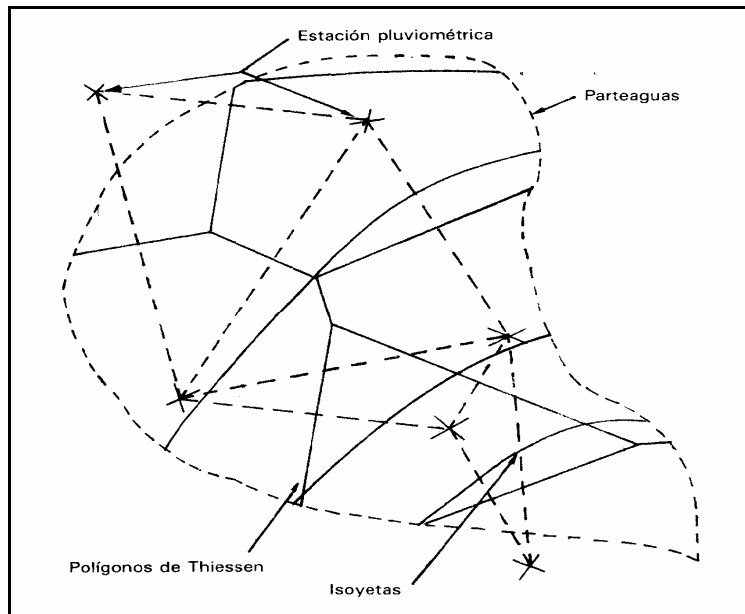 Estación pluviométrica
Parteaguas
Polígonos de Thiessen
Isoyetas